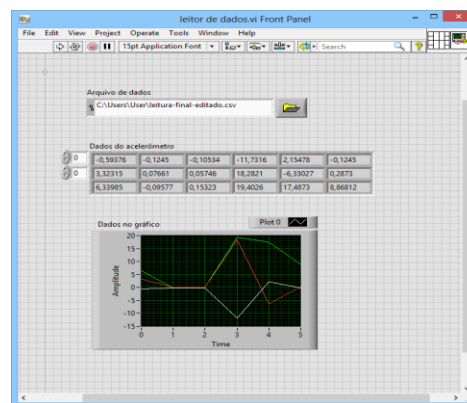 leitor de dados.vi Front Panel
File Edit View Project Operate Tools Window Help
15pt Application Font Search
Arquivo de dados
C:\Users\User\leitura-final-editado.csv
Dados do acelerômetro
0 -0,59376 -0,1245 -0,10534 -11,7316 2,15478 -0,1245
0 3,32315 0,07661 0,05746 18,2821 -6,33027 0,2873
6,33985 -0,09577 0,15323 19,4026 17,4873 8,86812
Dados no gráfico Plot 0
20
15
10
5
0
-5
-10
-15
Amplitude
0 1 2 3 4 5
Time